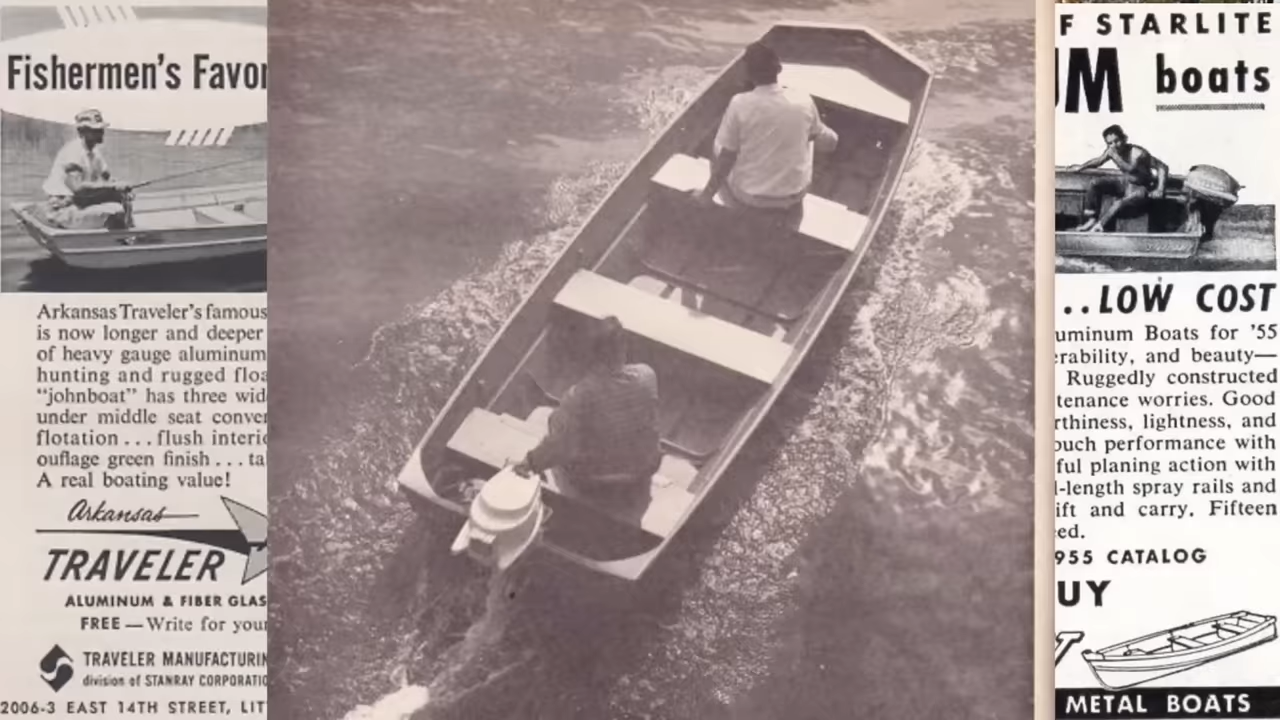 Fishermen's Favor
Arkansas Traveler's famous
is now longer and deeper
of heavy gauge aluminum
hunting and rugged floa
"johnboat" has three wid
under middle seat conver
flotation . . . flush interio
ouflage green finish . . . ta
A real boating value!
Arkansas
TRAVELER
ALUMINUM & FIBER GLAS
FREE — Write for your
TRAVELER MANUFACTURIN
division of STANRAY CORPORATIO
2006-3 EAST 14TH STREET, LIT
F STARLITE
UM boats
. . LOW COST
uminum Boats for '55
erability, and beauty—
Ruggedly constructed
tenance worries. Good
rthiness, lightness, and
ouch performance with
ful planing action with
l-length spray rails and
ift and carry. Fifteen
eed.
955 CATALOG
UY
T
METAL BOATS